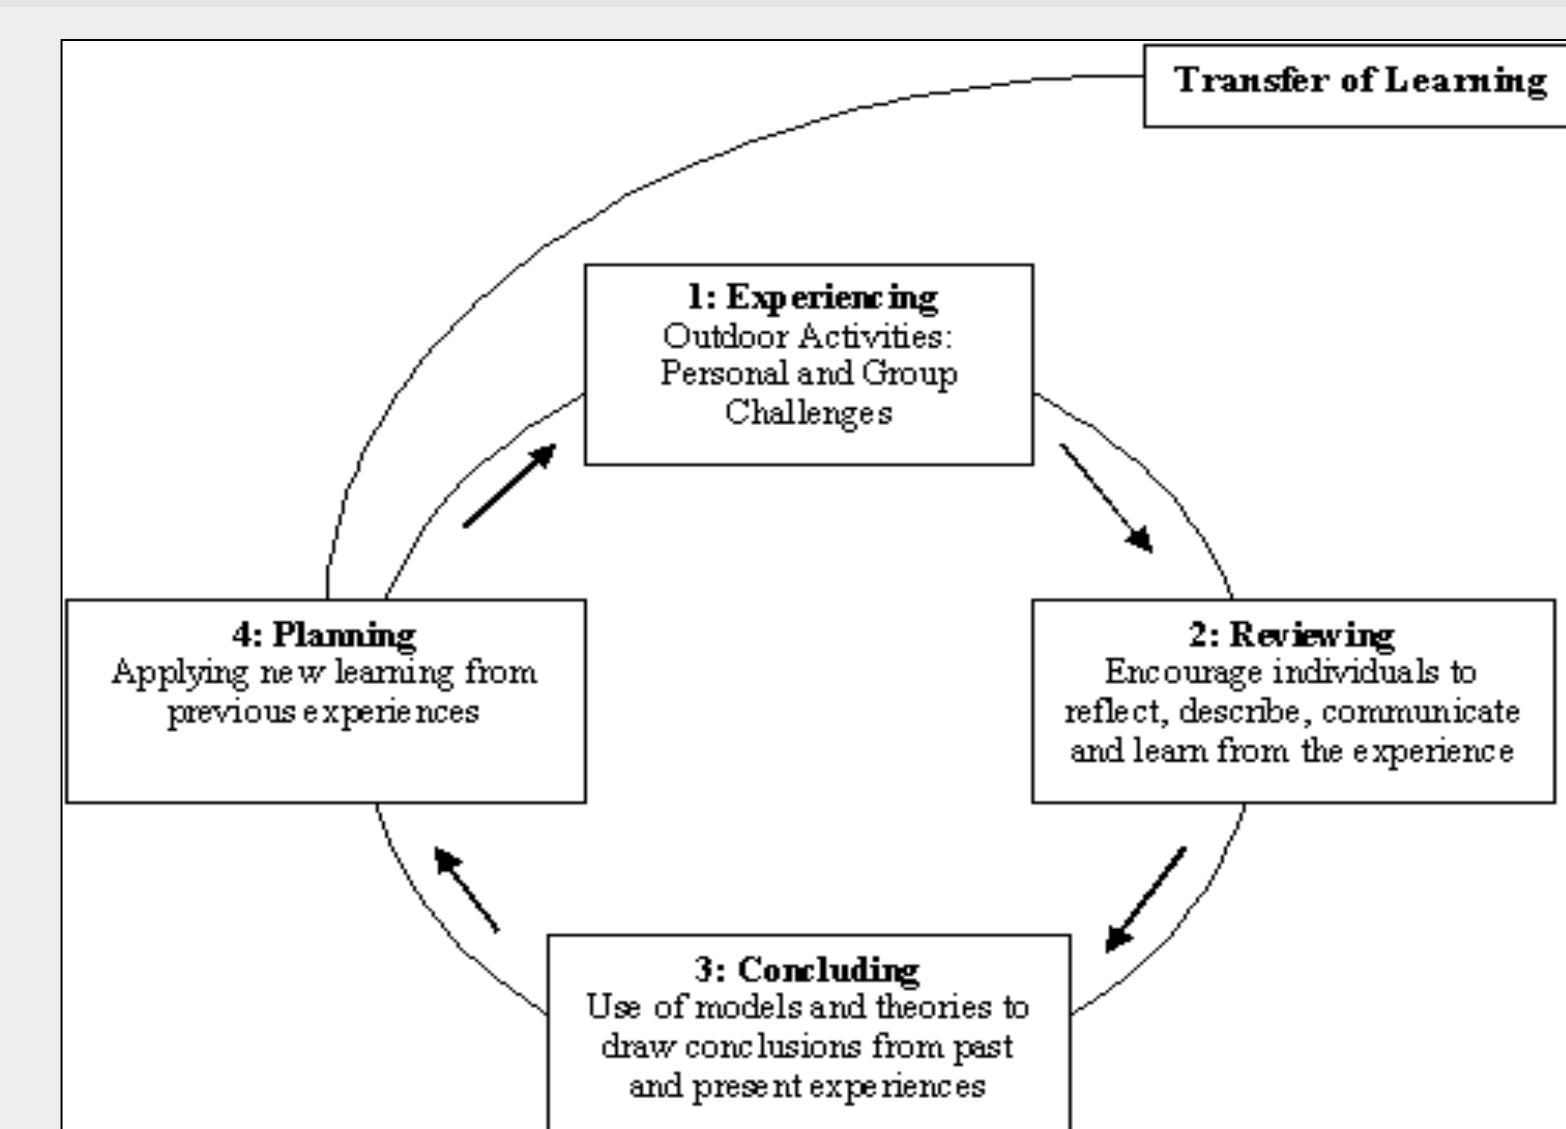 Transfer of Learning
1: Experiencing
Outdoor Activities:
Personal and Group
Challenges
2: Reviewing
Encourage individuals to
reflect, describe, communicate
and learn from the experience
3: Concluding
Use of models and theories to
draw conclusions from past
and present experiences
4: Planning
Applying new learning from
previous experiences